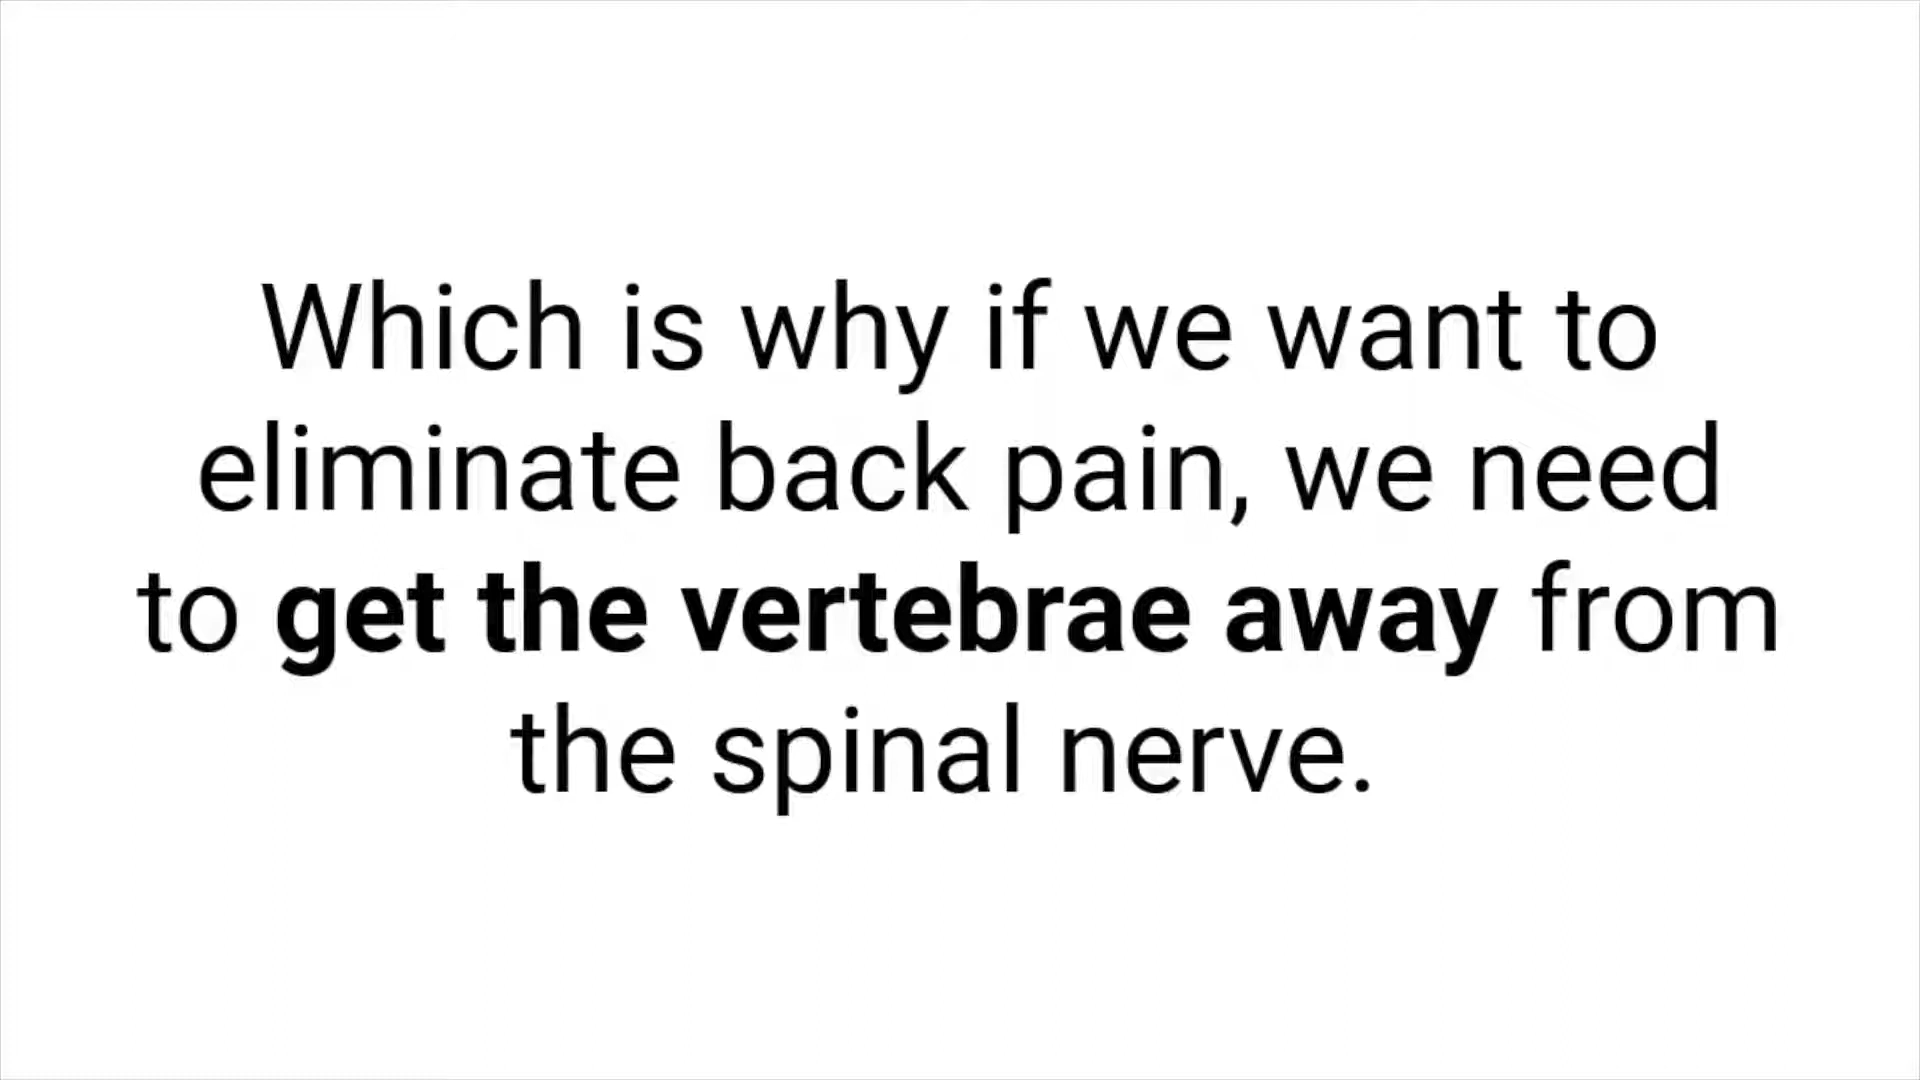 Which is why if we want to
eliminate back pain, we need
to get the vertebrae away from
the spinal nerve.